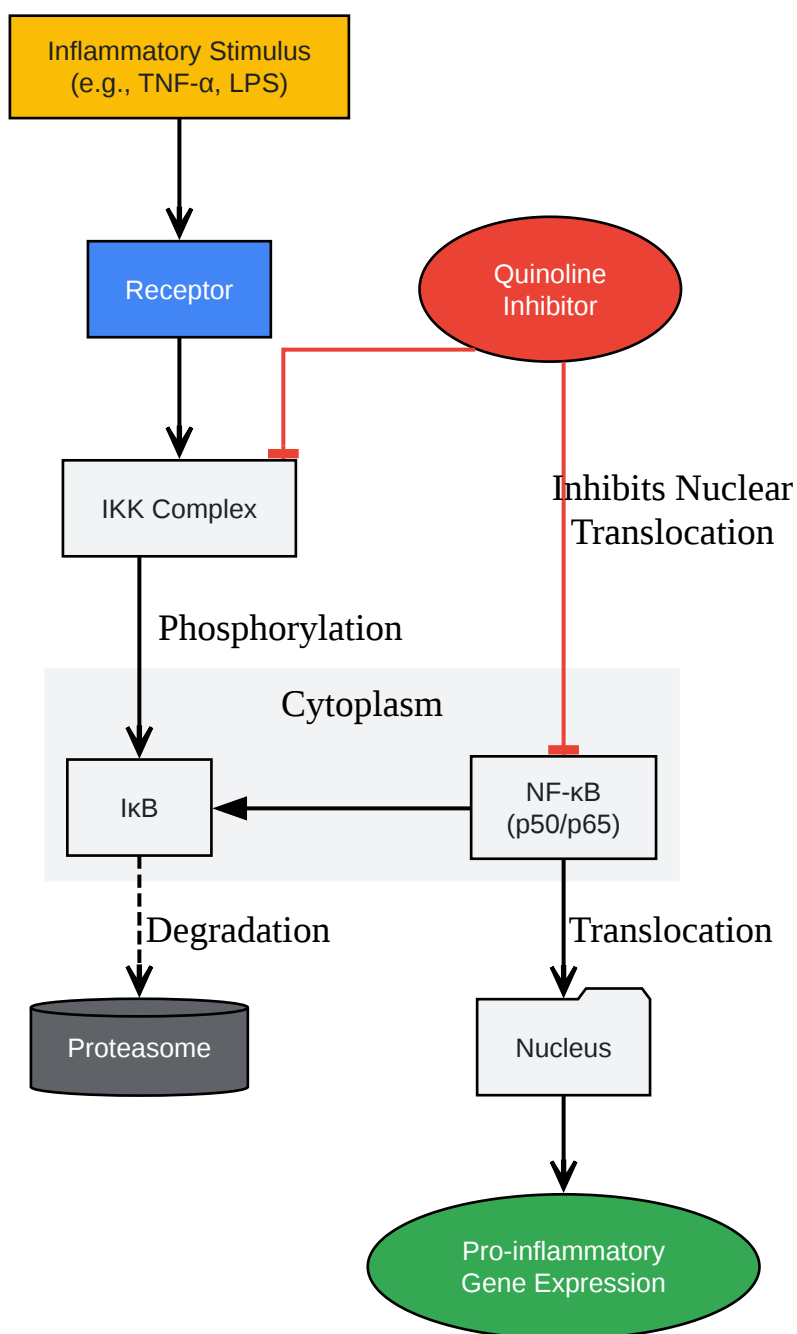 Inflammatory Stimulus
(e.g., TNF-α, LPS)
Receptor
Quinoline
Inhibitor
IKK Complex
Inhibits Nuclear
Translocation
Phosphorylation
Cytoplasm
IκB
NF-κB
(p50/p65)
Degradation
Translocation
Proteasome
Nucleus
Pro-inflammatory
Gene Expression